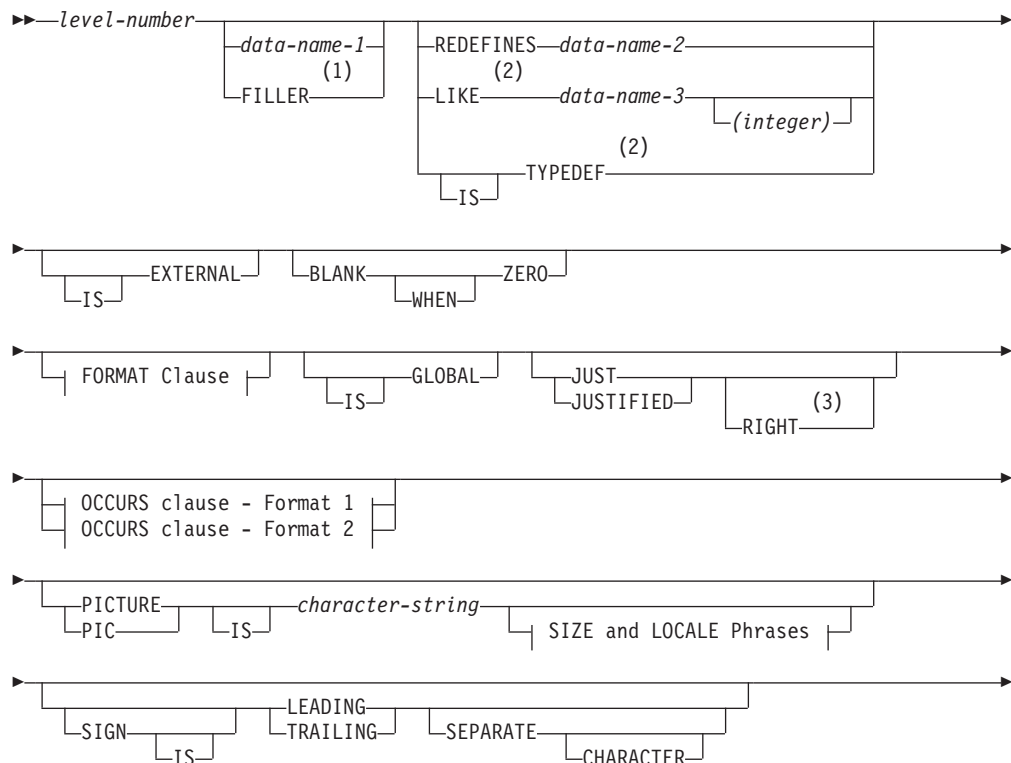 level-number
data-name-1
(1)
FILLER
REDEFINES data-name-2
(2)
LIKE data-name-3
(integer)
(2)
TYPEDEF
IS
EXTERNAL BLANK ZERO
IS WHEN
FORMAT Clause GLOBAL JUST
IS JUSTIFIED (3)
RIGHT
OCCURS clause - Format 1
OCCURS clause - Format 2
PICTURE character-string
PIC IS SIZE and LOCALE Phrases
LEADING
SIGN TRAILING SEPARATE
IS CHARACTER